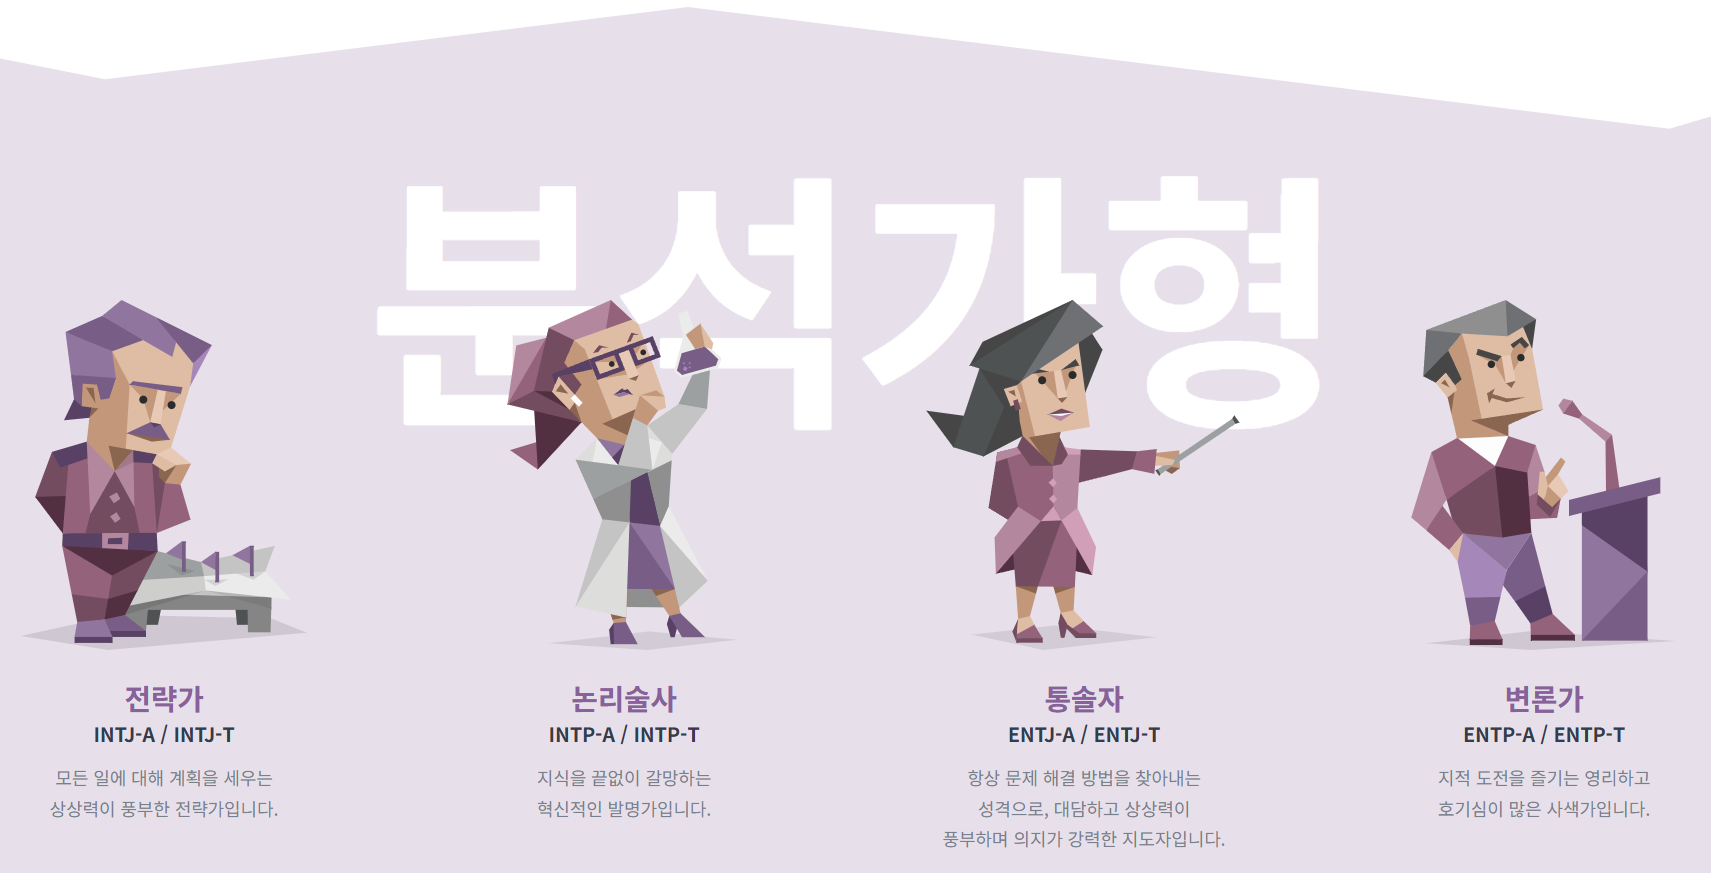 분석가형
전략가
INTJ-A / INTJ-T
모든 일에 대해 계획을 세우는
상상력이 풍부한 전략가입니다.
논리술사
INTP-A / INTP-T
지식을 끝없이 갈망하는
혁신적인 발명가입니다.
통솔자
ENTJ-A / ENTJ-T
항상 문제 해결 방법을 찾아내는
성격으로, 대담하고 상상력이
풍부하며 의지가 강력한 지도자입니다.
변론가
ENTP-A / ENTP-T
지적 도전을 즐기는 영리하고
호기심이 많은 사색가입니다.